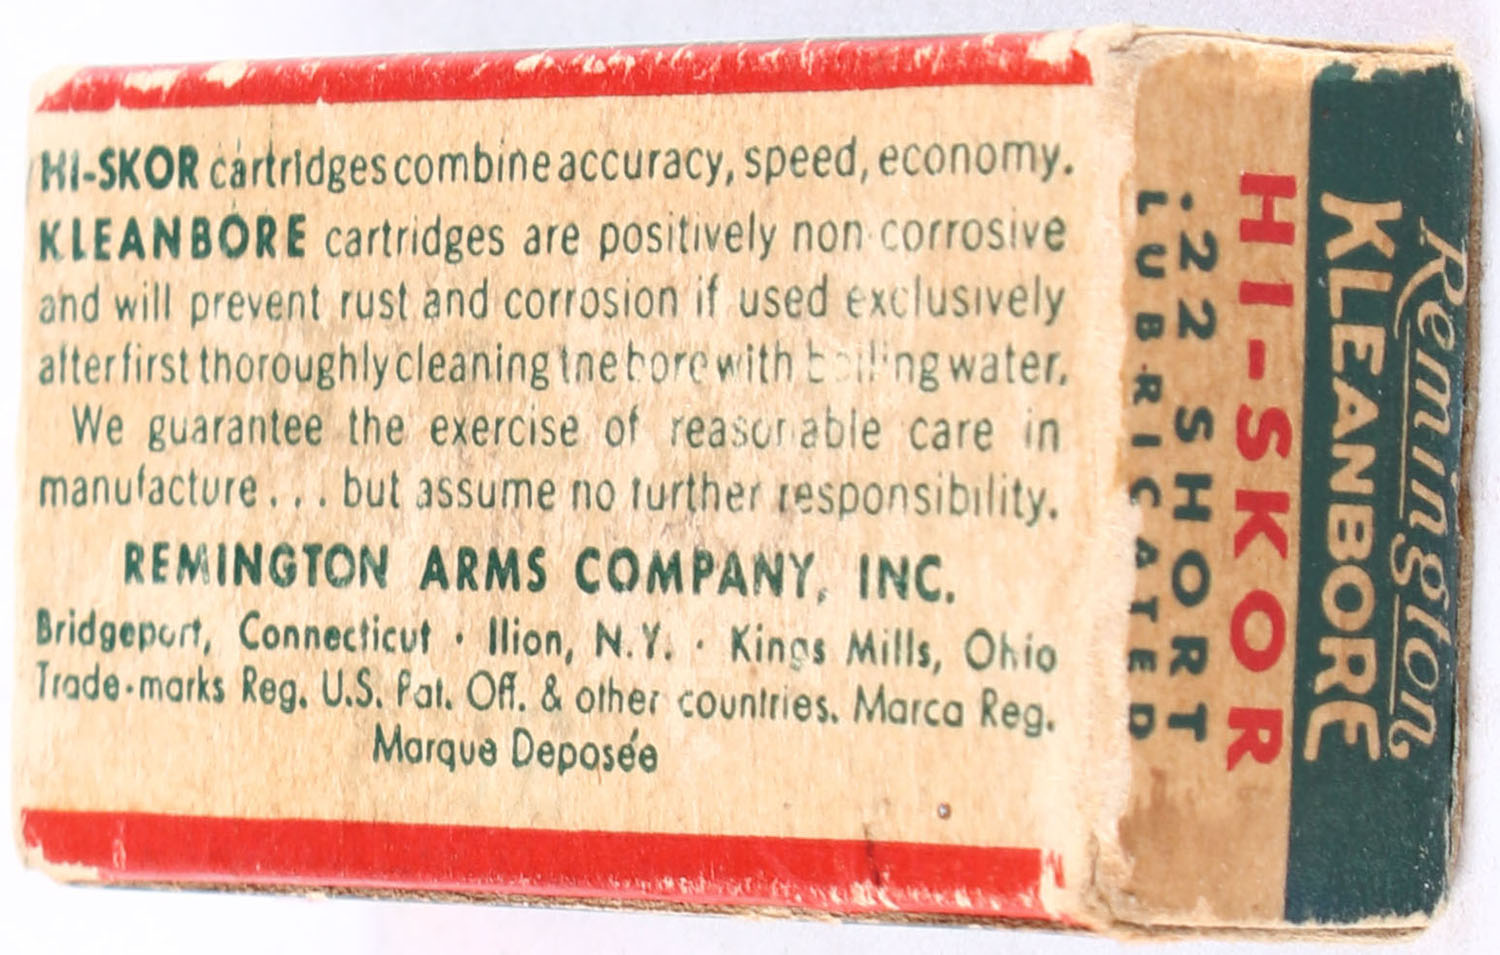 HI-SKOR cartridges combine accuracy, speed, economy.
KLEANBORE cartridges are positively non-corrosive
and will prevent rust and corrosion if used exclusively
after first thoroughly cleaning the bore with boiling water.
We guarantee the exercise of reasonable care in
manufacture . . . but assume no further responsibility.
REMINGTON ARMS COMPANY, INC.
Bridgeport, Connecticut · Ilion, N.Y. · Kings Mills, Ohio
Trade-marks Reg. U.S. Pat. Off. & other countries. Marca Reg.
Marque Deposée
Remington
KLEANBORE
HI-SKOR
.22 SHORT
LUBRICATED